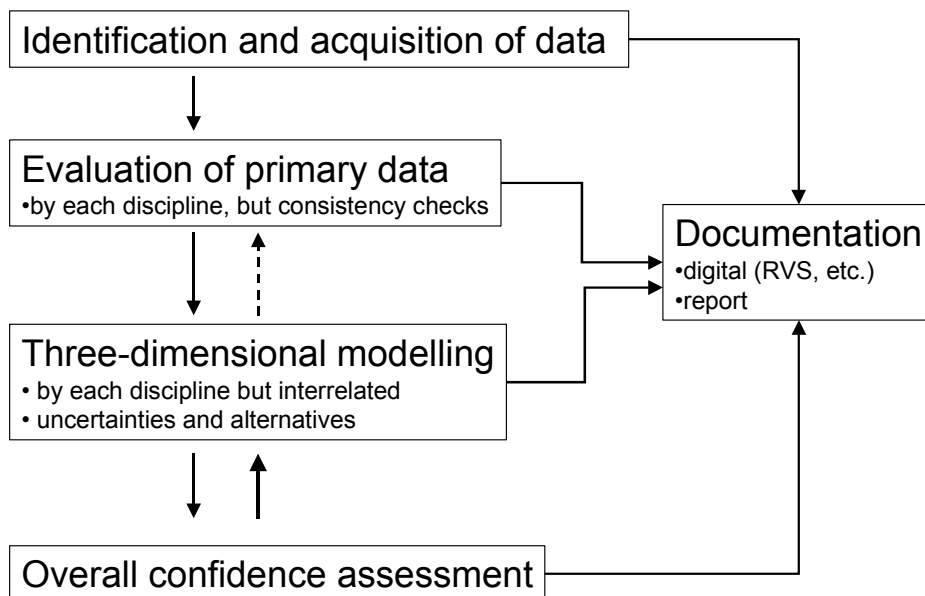 Identification and acquisition of data
Evaluation of primary data
•by each discipline, but consistency checks
Documentation
•digital (RVS, etc.)
•report
Three-dimensional modelling
• by each discipline but interrelated
• uncertainties and alternatives
Overall confidence assessment